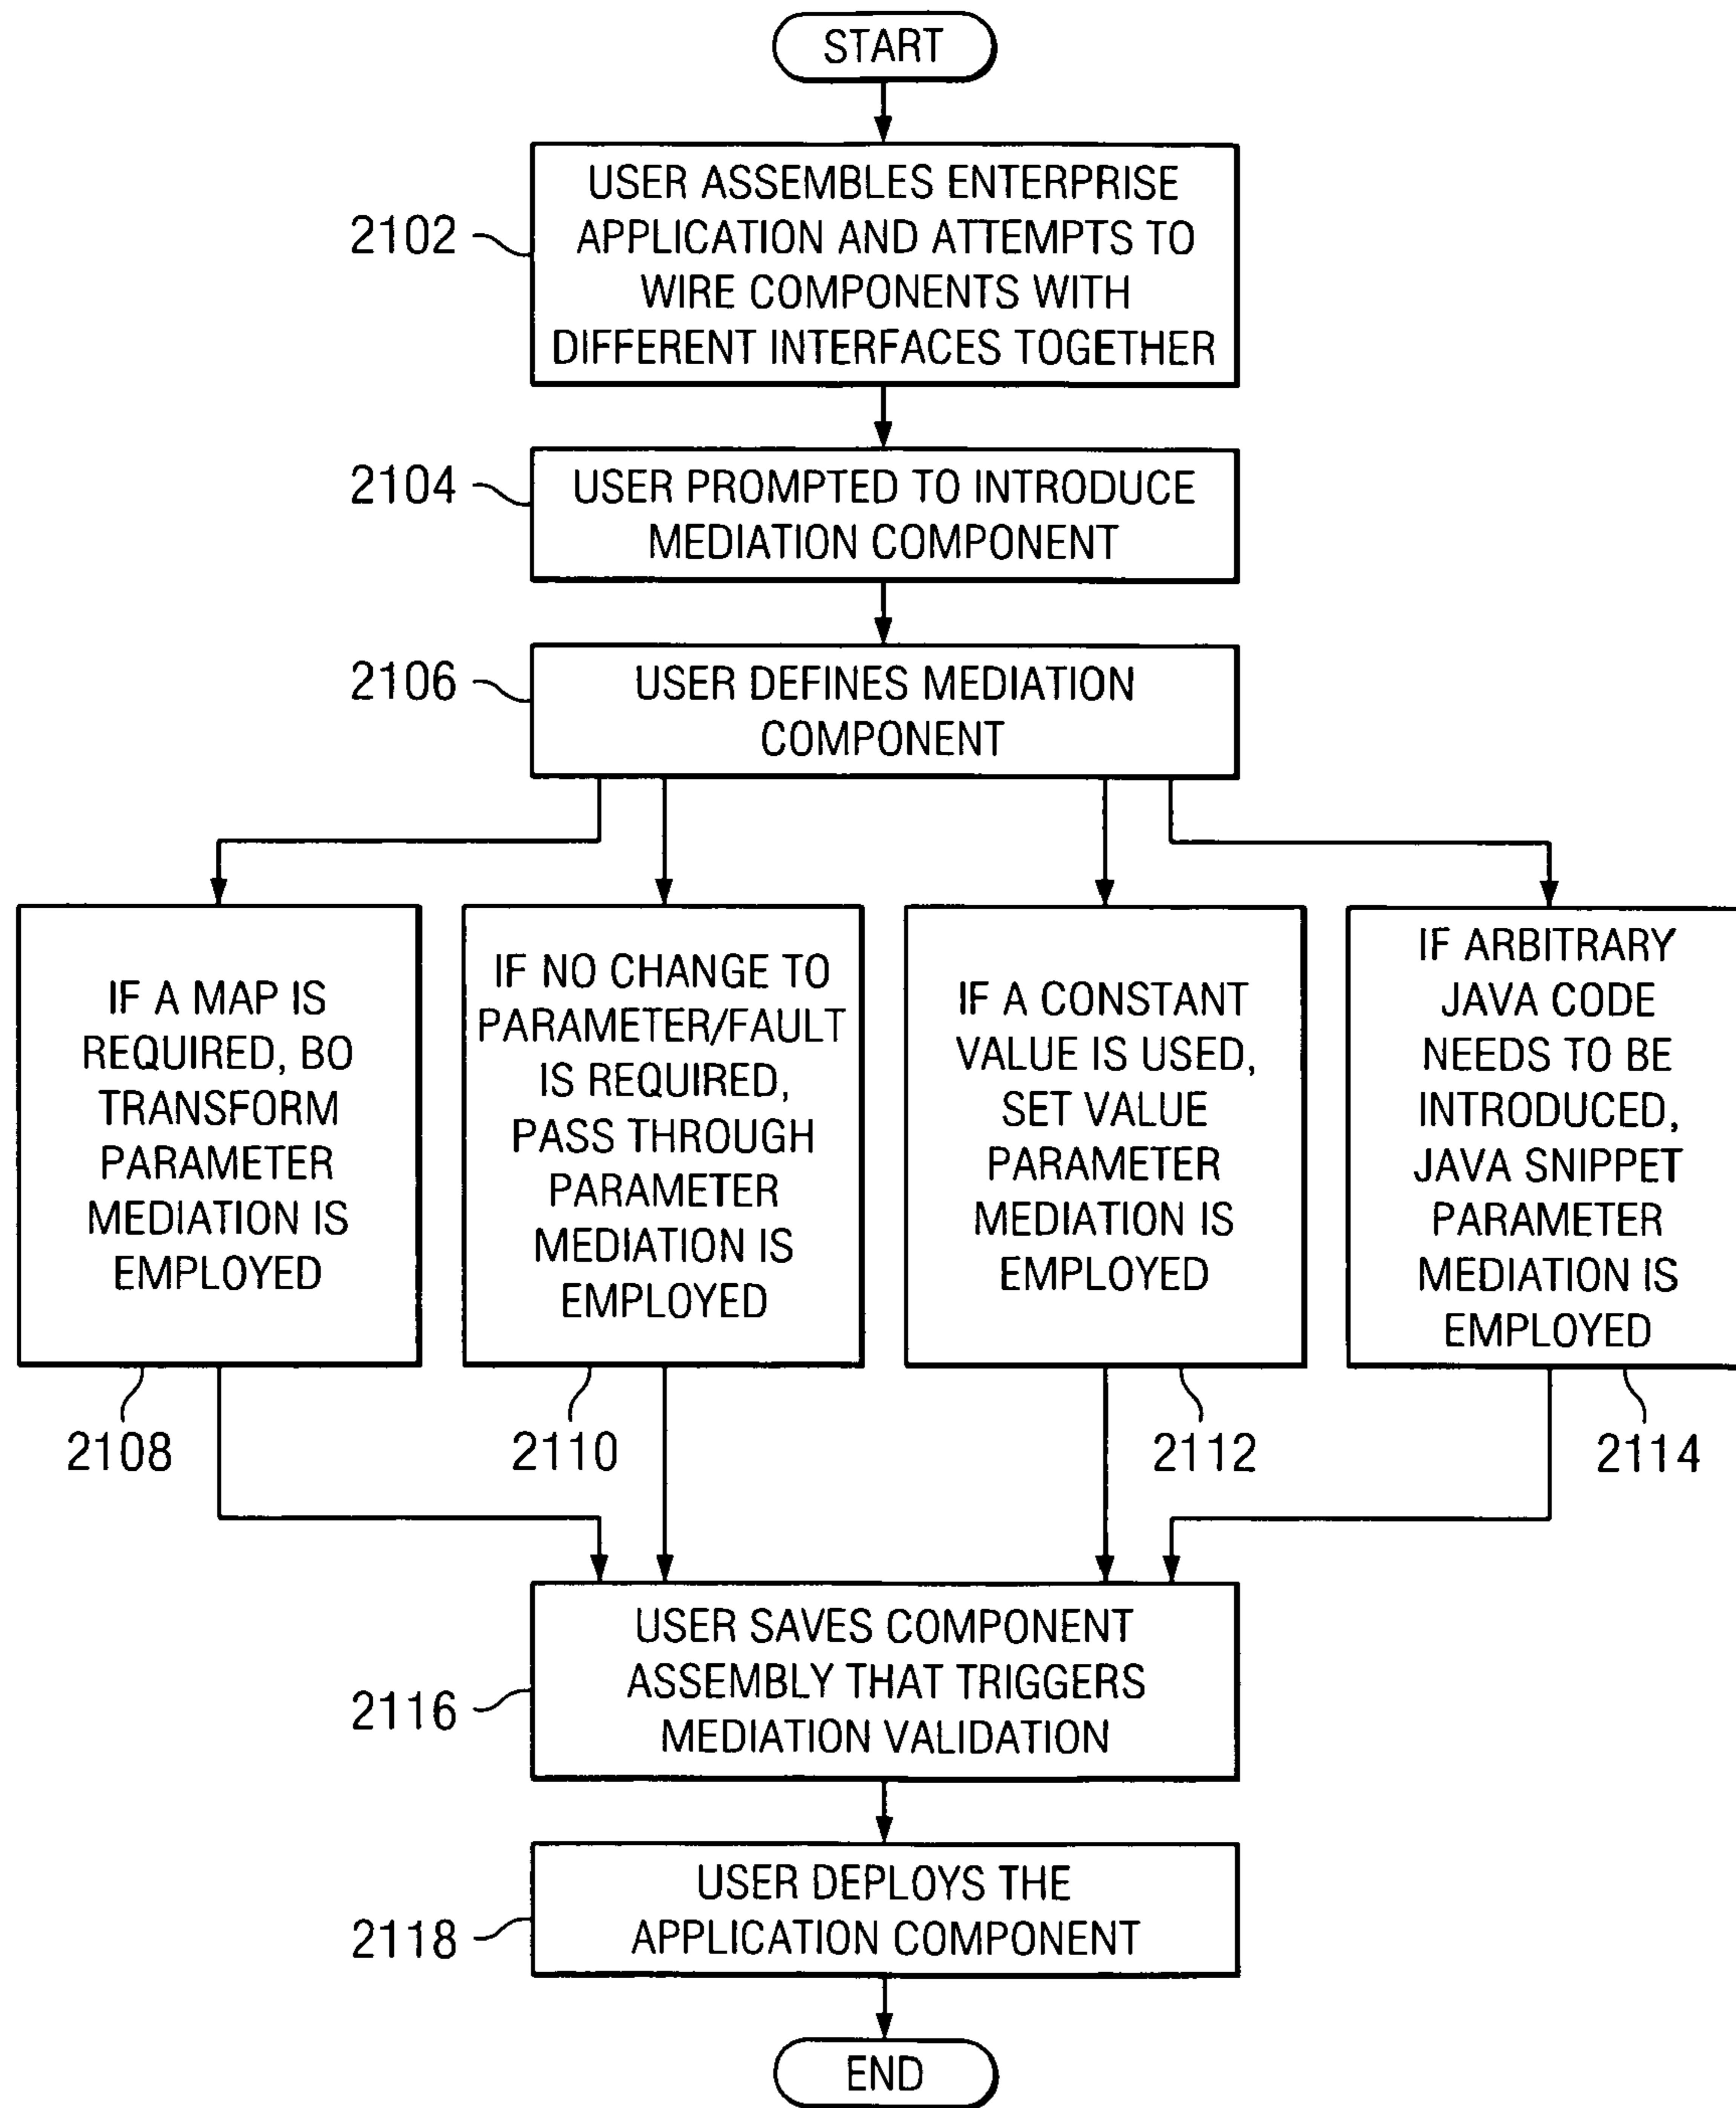 START
USER ASSEMBLES ENTERPRISE
APPLICATION AND ATTEMPTS TO
WIRE COMPONENTS WITH
DIFFERENT INTERFACES TOGETHER
2102
USER PROMPTED TO INTRODUCE
MEDIATION COMPONENT
2104
USER DEFINES MEDIATION
COMPONENT
2106
IF A MAP IS
REQUIRED, BO
TRANSFORM
PARAMETER
MEDIATION IS
EMPLOYED
2108
IF NO CHANGE TO
PARAMETER/FAULT
IS REQUIRED,
PASS THROUGH
PARAMETER
MEDIATION IS
EMPLOYED
2110
IF A CONSTANT
VALUE IS USED,
SET VALUE
PARAMETER
MEDIATION IS
EMPLOYED
2112
IF ARBITRARY
JAVA CODE
NEEDS TO BE
INTRODUCED,
JAVA SNIPPET
PARAMETER
MEDIATION IS
EMPLOYED
2114
USER SAVES COMPONENT
ASSEMBLY THAT TRIGGERS
MEDIATION VALIDATION
2116
USER DEPLOYS THE
APPLICATION COMPONENT
2118
END